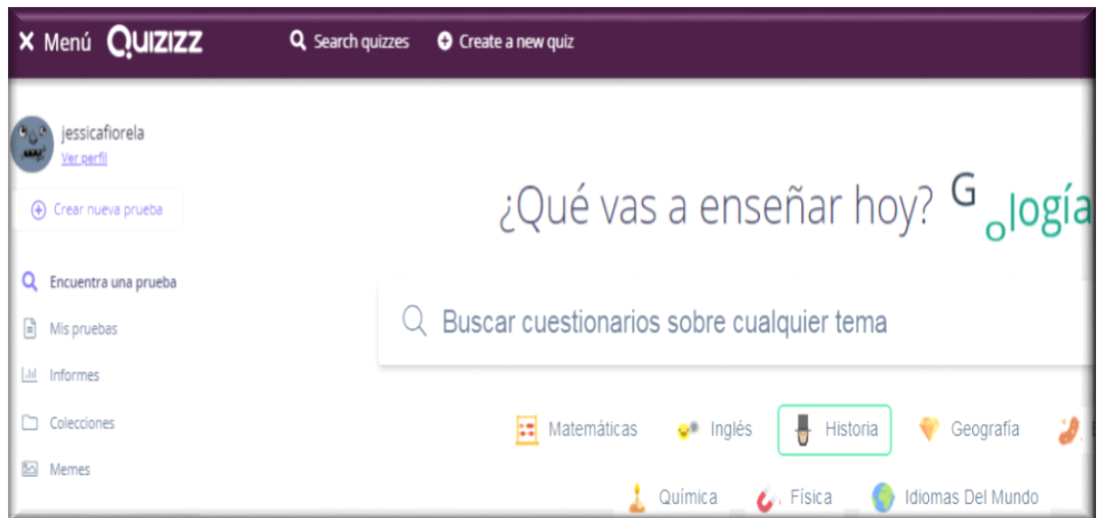 × Menú QUIZIZZ Search quizzes Create a new quiz
jessicafiorela
Ver perfil
Crear nueva prueba
¿Qué vas a enseñar hoy? G ología
Encuentra una prueba
Buscar cuestionarios sobre cualquier tema
Mis pruebas
Informes
Colecciones
Matemáticas Inglés Historia Geografía
Memes
Química Física Idiomas Del Mundo